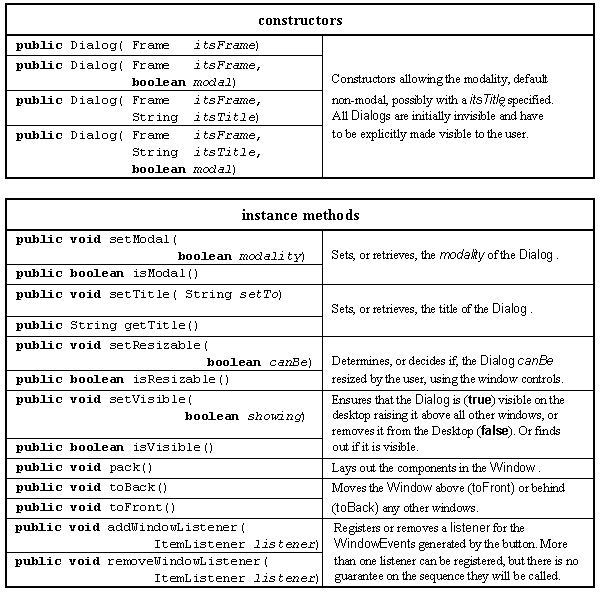 constructors
public Dialog( Frame itsFrame)
public Dialog( Frame itsFrame,
boolean modal)
public Dialog( Frame itsFrame,
String itsTitle)
public Dialog( Frame itsFrame,
String itsTitle,
boolean modal)
Constructors allowing the modality, default
non-modal, possibly with a itsTitle specified.
All Dialogs are initially invisible and have
to be explicitly made visible to the user.
instance methods
public void setModal(
boolean modality)
public boolean isModal()
Sets, or retrieves, the modality of the Dialog .
public void setTitle( String setTo)
public String getTitle()
Sets, or retrieves, the title of the Dialog .
public void setResizable(
boolean canBe)
public boolean isResizable()
Determines, or decides if, the Dialog canBe
resized by the user, using the window controls.
public void setVisible(
boolean showing)
public boolean isVisible()
Ensures that the Dialog is (true) visible on the
desktop raising it above all other windows, or
removes it from the Desktop (false). Or finds
out if it is visible.
public void pack()
Lays out the components in the Window .
public void toBack()
public void toFront()
Moves the Window above (toFront) or behind
(toBack) any other windows.
public void addWindowListener(
ItemListener listener)
public void removeWindowListener(
ItemListener listener)
Registers or removes a listener for the
WindowEvents generated by the button. More
than one listener can be registered, but there is no
guarantee on the sequence they will be called.